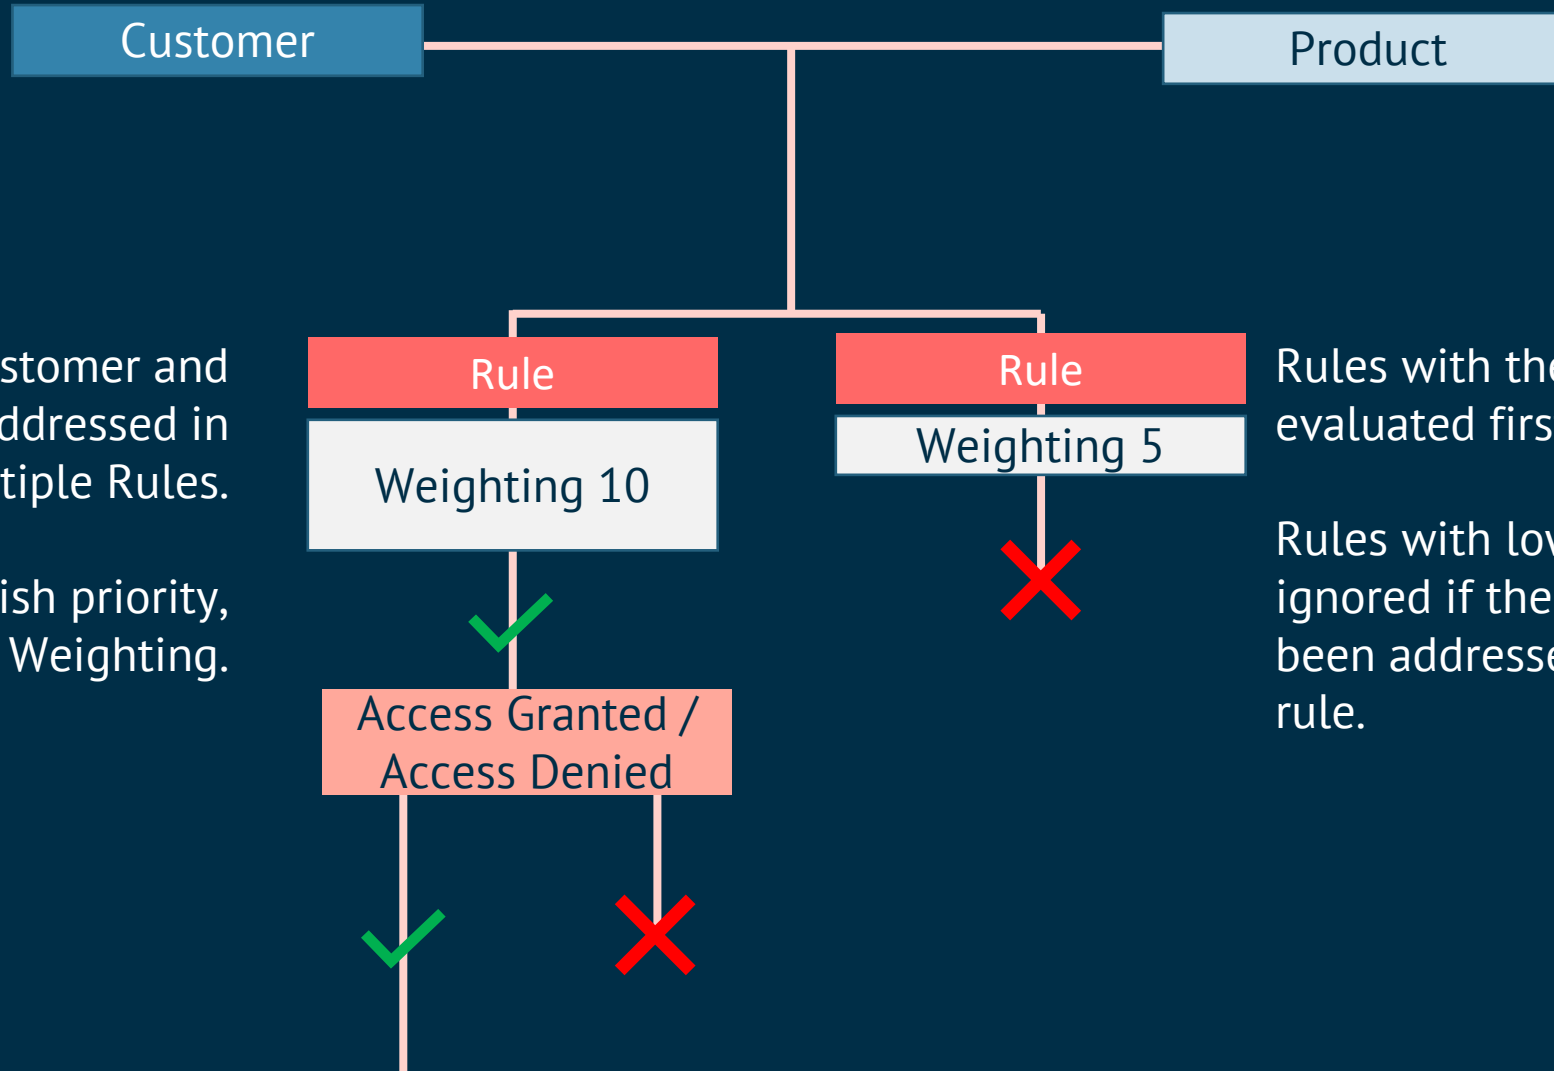 Customer
Product
stomer and
ddressed in
tiple Rules.
ish priority,
Weighting.
Rule
Weighting 10
Access Granted /
Access Denied
Rule
Weighting 5
Rules with the
evaluated firs
Rules with low
ignored if the
been addresse
rule.